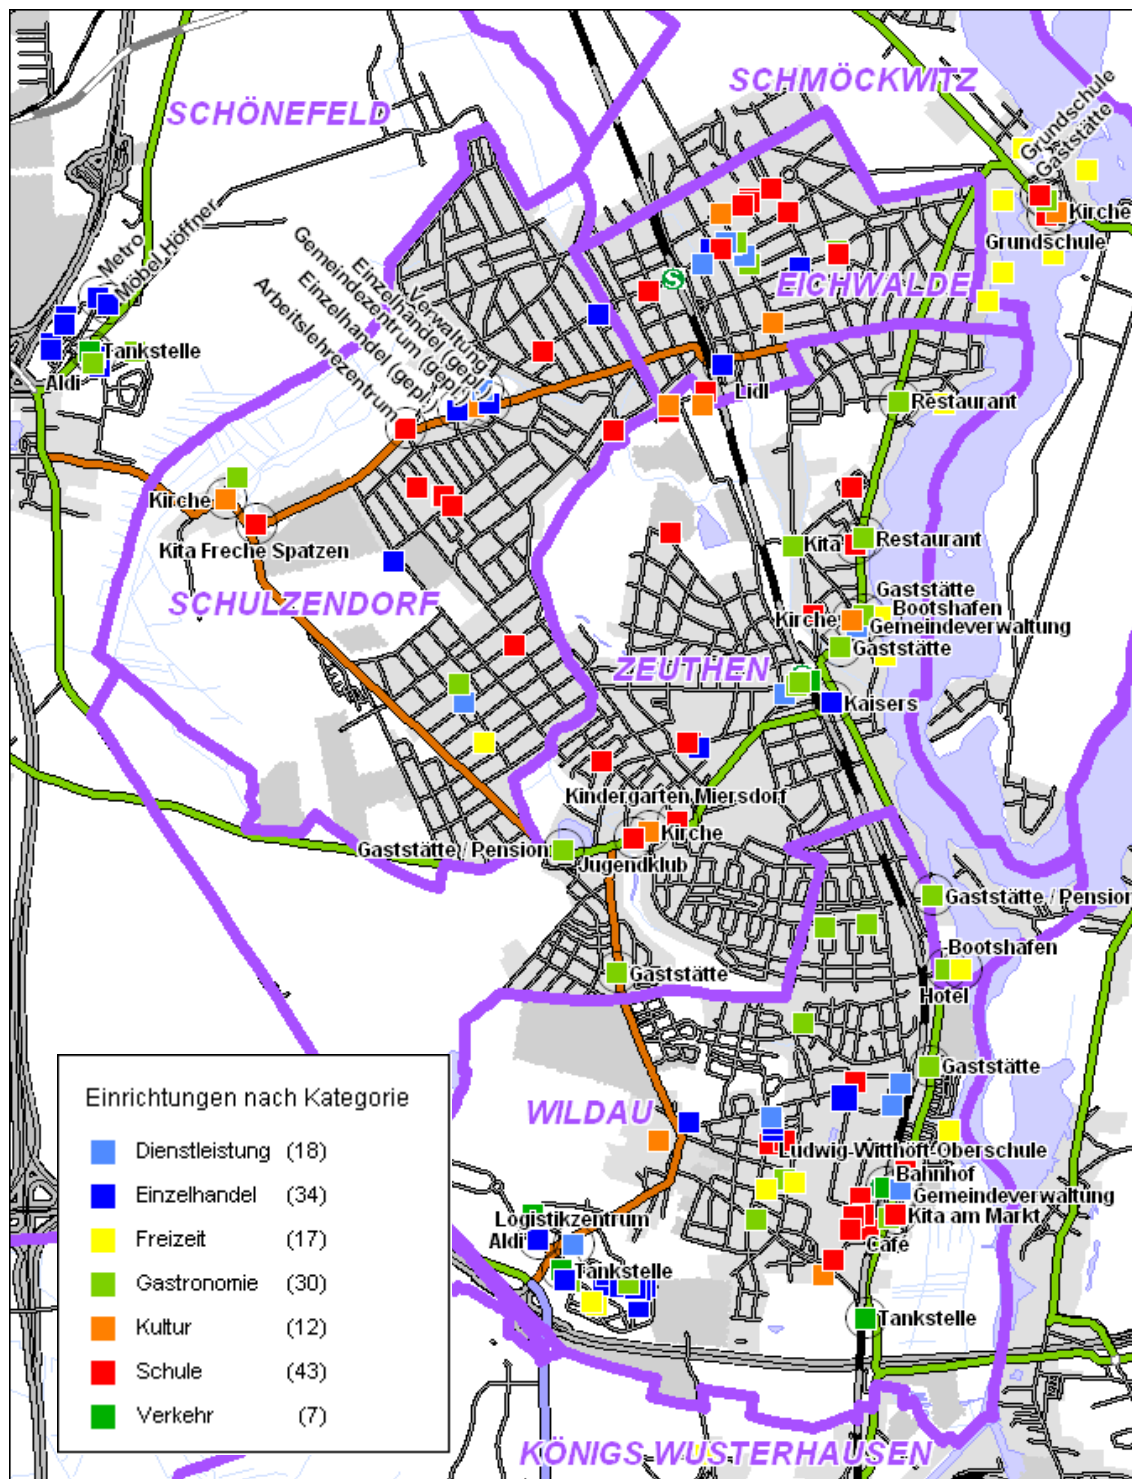 SCHMÖCKWITZ
SCHÖNEFELD
Grundschule
Gaststätte
Kirche
Grundschule
Metro
Möbel Höffner
Verwaltung
Einzelhandel (gepl.)
Gemeindezentrum (gepl.)
Einzelhandel (gepl.)
Arbeitslehrezentrum
EICHWALDE
S
Tankstelle
Aldi
Lidl
Restaurant
Kirche
Kita Freche Spatzen
Kita
Restaurant
SCHULZENDORF
Gaststätte
Bootshafen
Kirche
Gemeindeverwaltung
Gaststätte
ZEUTHEN
Kaisers
Kindergarten Miersdorf
Kirche
Gaststätte / Pension
Jugendklub
Gaststätte / Pension
Bootshafen
Hotel
Gaststätte
Gaststätte
WILDAU
Ludwig-Witthöft-Oberschule
Bahnhof
Gemeindeverwaltung
Kita am Markt
Café
Logistikzentrum
Aldi
Tankstelle
Tankstelle
KÖNIGS WUSTERHAUSEN
Einrichtungen nach Kategorie
Dienstleistung (18)
Einzelhandel (34)
Freizeit (17)
Gastronomie (30)
Kultur (12)
Schule (43)
Verkehr (7)